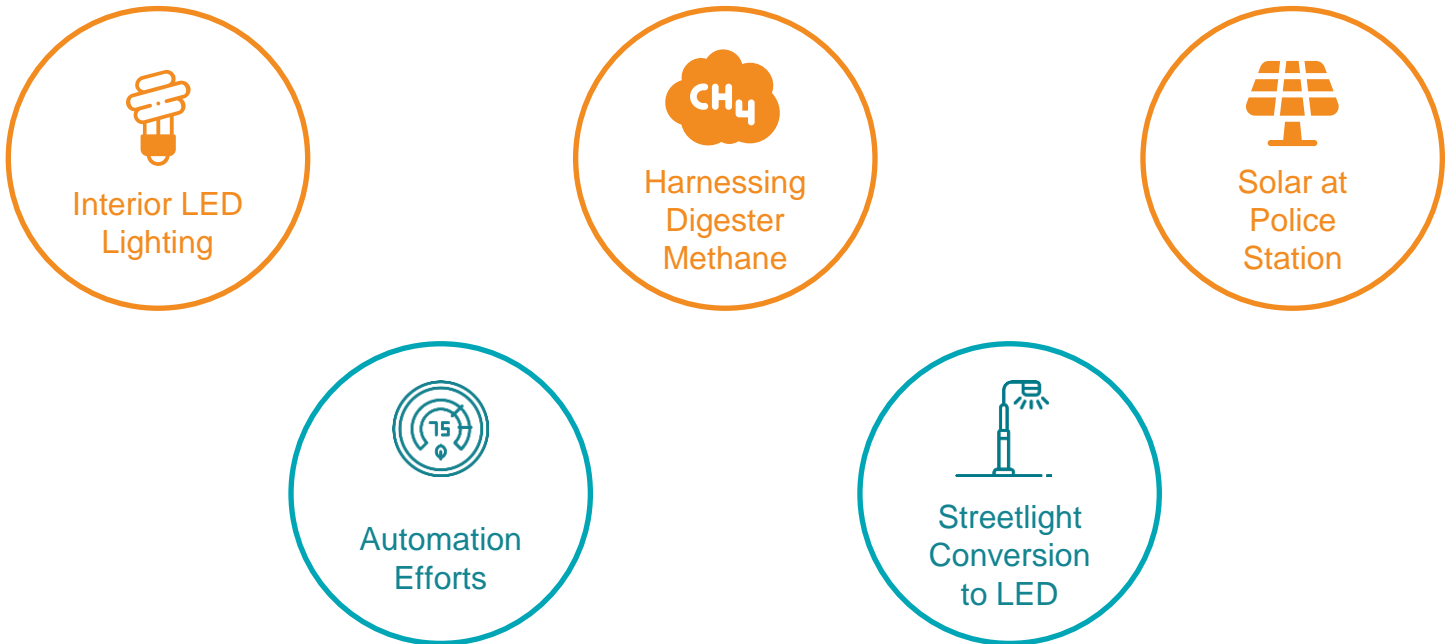 Interior LED
Lighting
CH4
Harnessing
Digester
Methane
Solar at
Police
Station
75
Automation
Efforts
Streetlight
Conversion
to LED